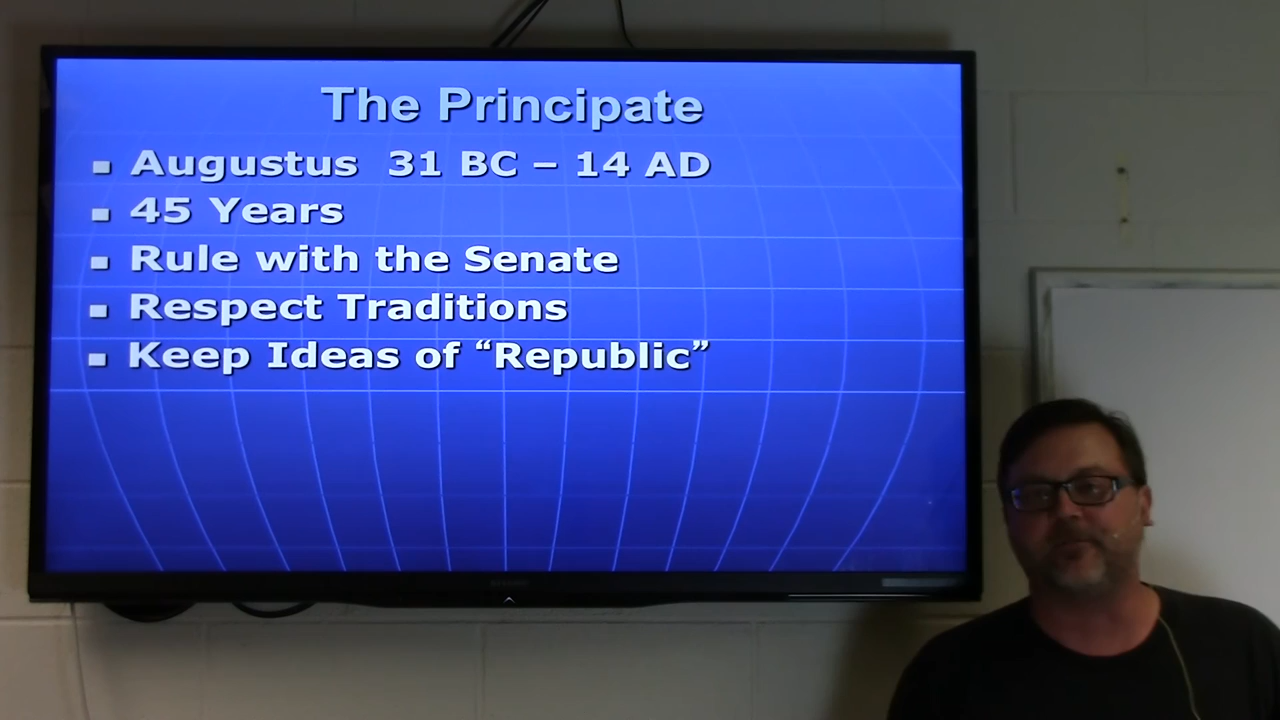 The Principate
Augustus 31 BC – 14 AD
45 Years
Rule with the Senate
Respect Traditions
Keep Ideas of “Republic”